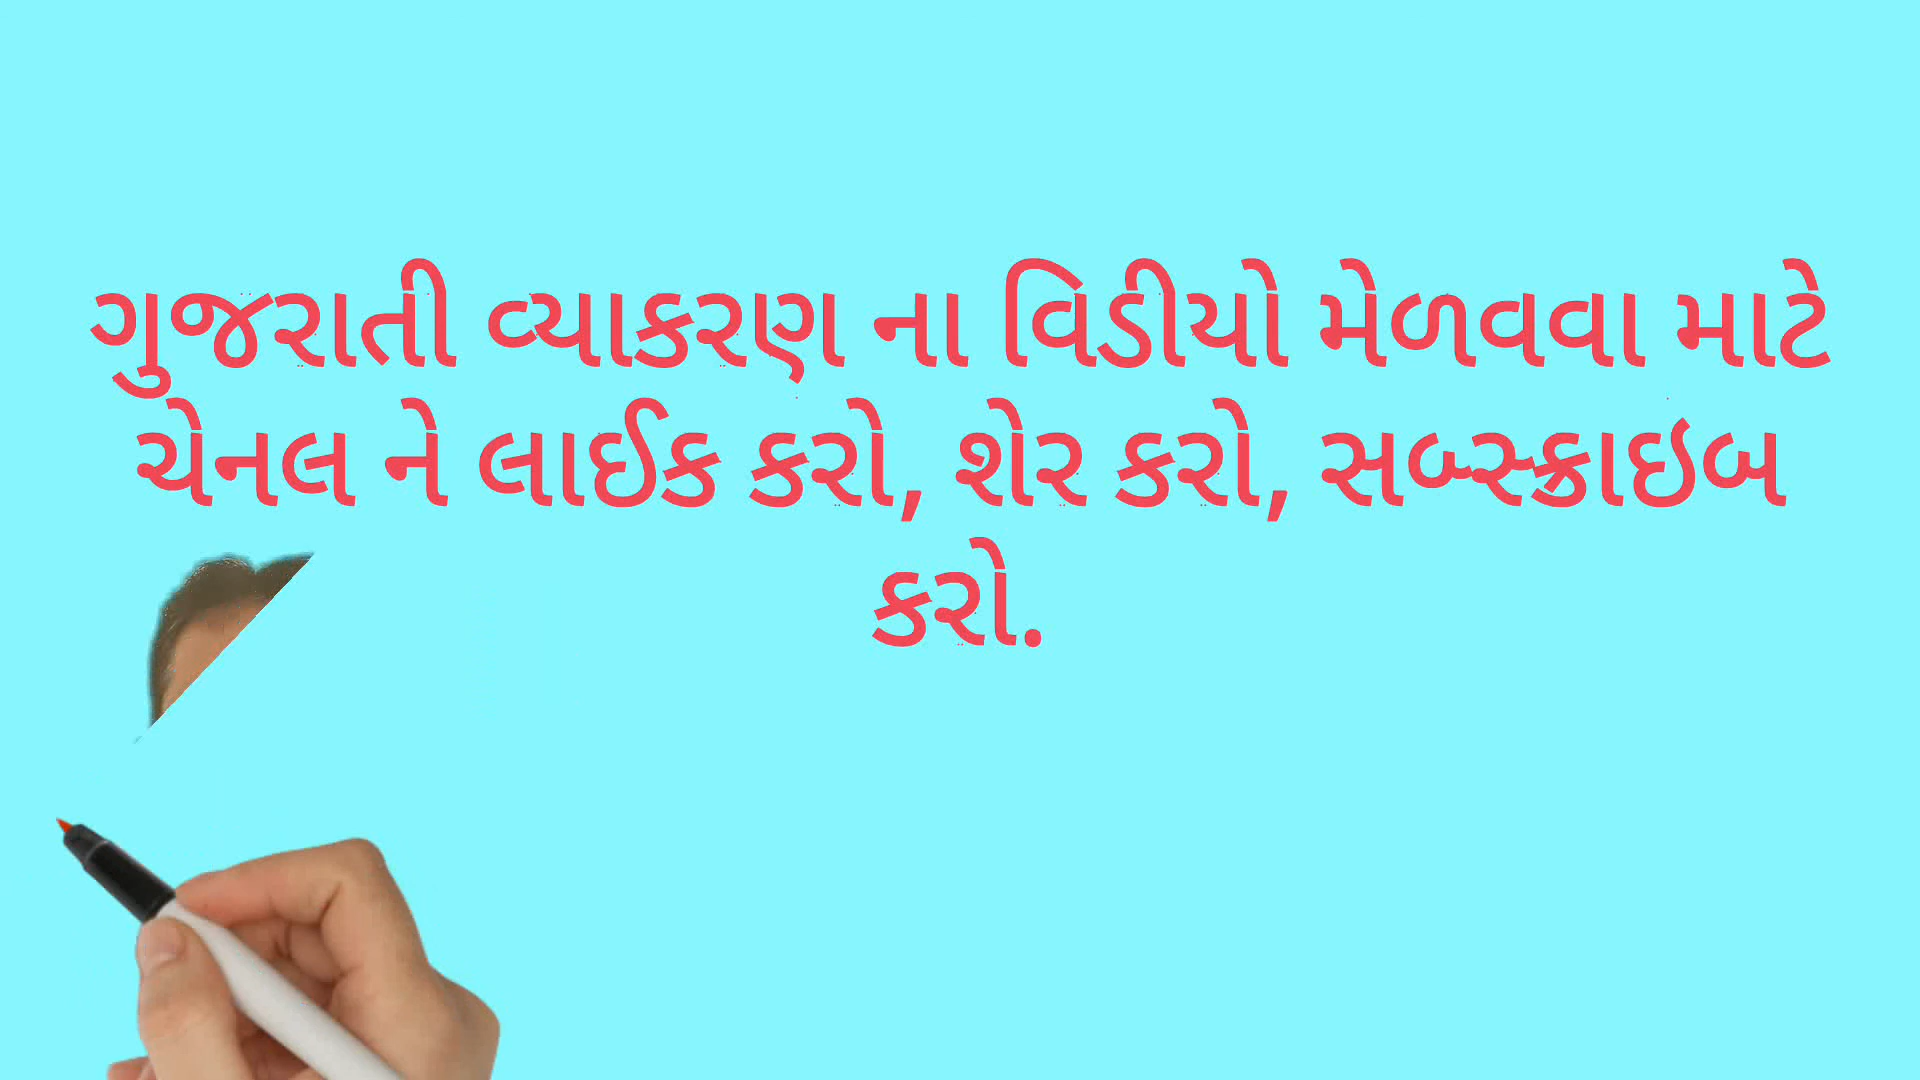 ગુજરાતી વ્યાકરણ ના વિડીયો મેળવવા માટે
ચેનલ ને લાઈક કરો, શેર કરો, સબ્સ્ક્રાઇબ
કરો.